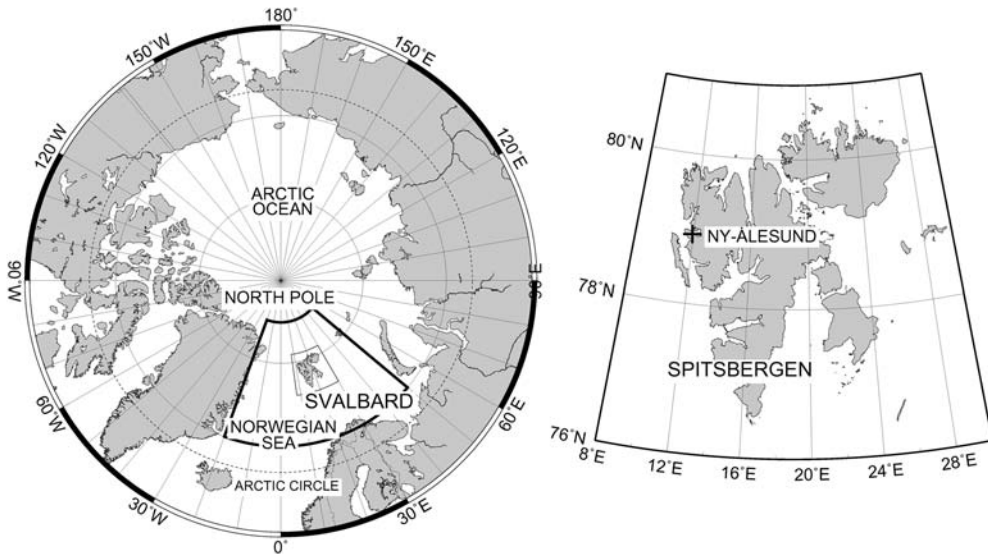 180˚
150˚W
150˚E
120˚W
120˚E
ARCTIC
OCEAN
90˚W
90˚E
NORTH POLE
SVALBARD
NORWEGIAN
SEA
60˚W
60˚E
ARCTIC CIRCLE
30˚W
30˚E
0˚
80˚N
NY-ÅLESUND
78˚N
SPITSBERGEN
76˚N
8˚E
12˚E
16˚E
20˚E
24˚E
28˚E